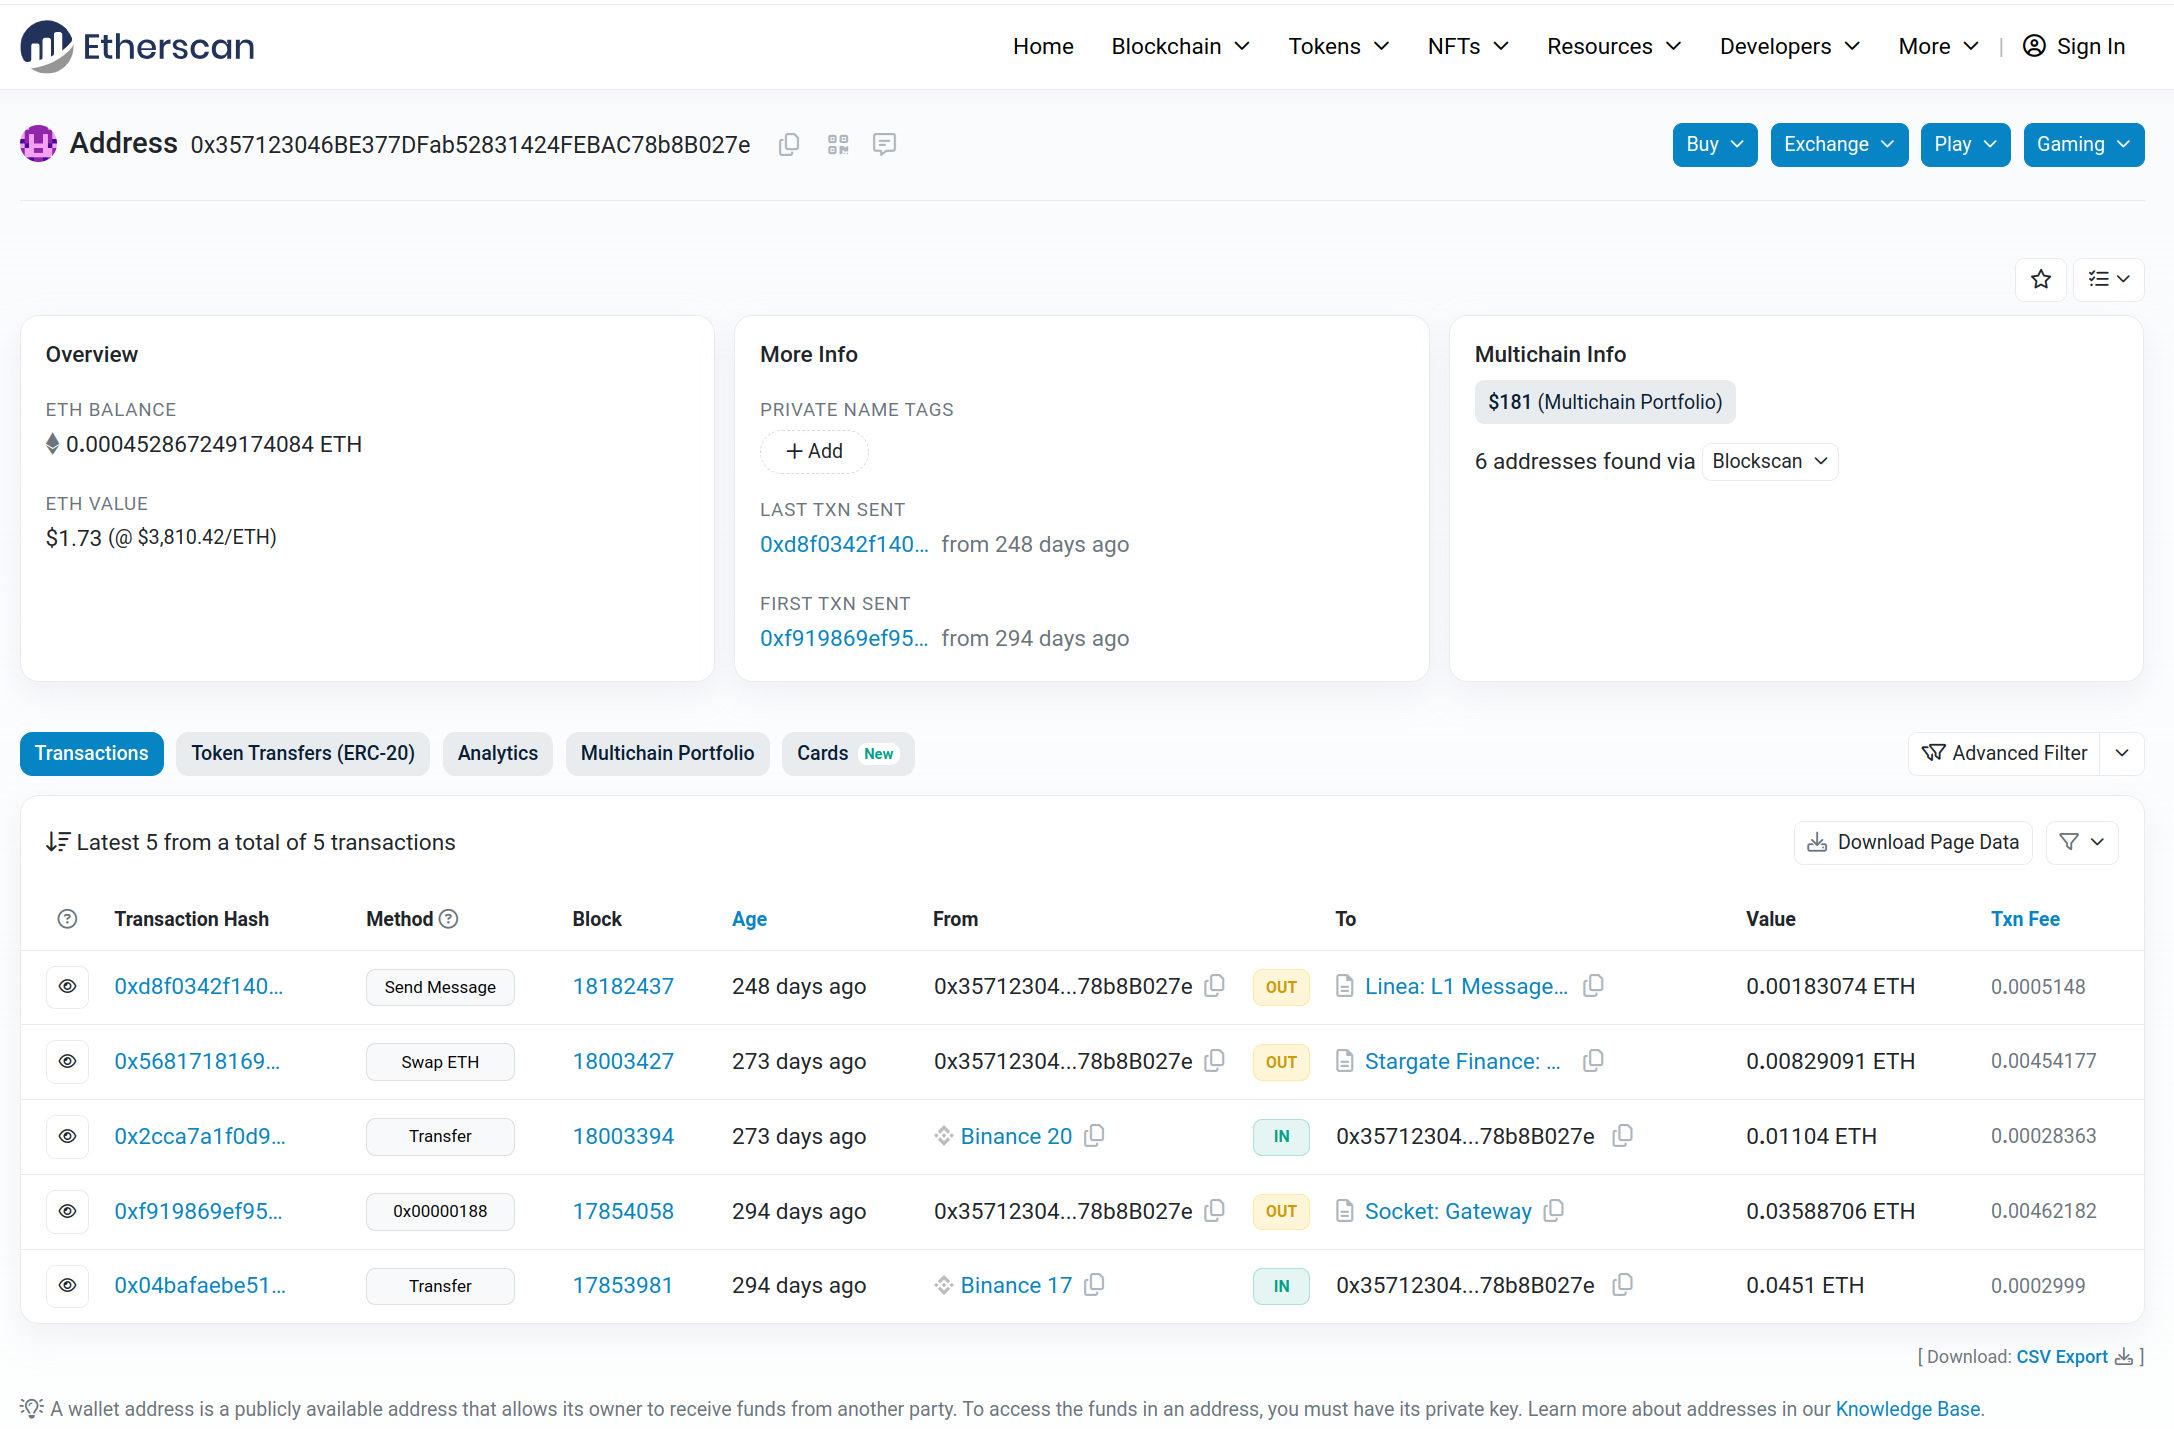 Etherscan
Home Blockchain Tokens NFTs Resources Developers More | Sign In
Address 0x357123046BE377DFab52831424FEBAC78b8B027e
Buy Exchange Play Gaming
Overview
ETH BALANCE
0.000452867249174084 ETH
ETH VALUE
$1.73 (@ $3,810.42/ETH)
More Info
PRIVATE NAME TAGS
+ Add
LAST TXN SENT
0xd8f0342f140... from 248 days ago
FIRST TXN SENT
0xf919869ef95... from 294 days ago
Multichain Info
$181 (Multichain Portfolio)
6 addresses found via Blockscan
Transactions Token Transfers (ERC-20) Analytics Multichain Portfolio Cards New
Advanced Filter
Latest 5 from a total of 5 transactions
Download Page Data
Transaction Hash Method Block Age From To Value Txn Fee
0xd8f0342f140... Send Message 18182437 248 days ago 0x35712304...78b8B027e OUT Linea: L1 Message... 0.00183074 ETH 0.0005148
0x5681718169... Swap ETH 18003427 273 days ago 0x35712304...78b8B027e OUT Stargate Finance: ... 0.00829091 ETH 0.00454177
0x2cca7a1f0d9... Transfer 18003394 273 days ago Binance 20 IN 0x35712304...78b8B027e 0.01104 ETH 0.00028363
0xf919869ef95... 0x00000188 17854058 294 days ago 0x35712304...78b8B027e OUT Socket: Gateway 0.03588706 ETH 0.00462182
0x04bafaebe51... Transfer 17853981 294 days ago Binance 17 IN 0x35712304...78b8B027e 0.0451 ETH 0.0002999
[ Download: CSV Export ]
A wallet address is a publicly available address that allows its owner to receive funds from another party. To access the funds in an address, you must have its private key. Learn more about addresses in our Knowledge Base.